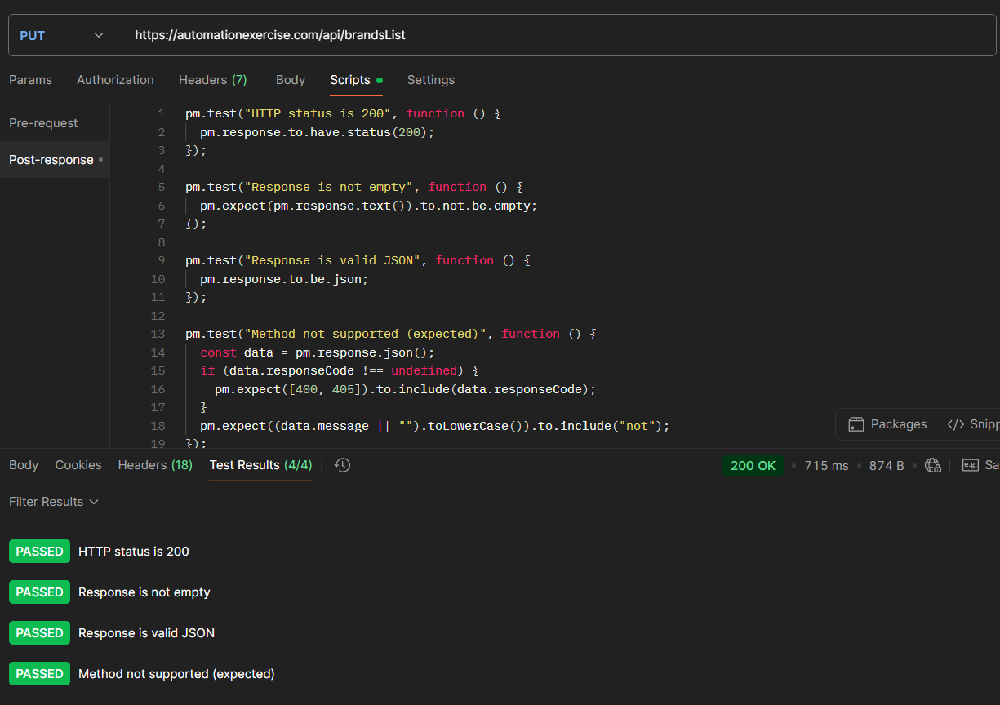 PUT https://automationexercise.com/api/brandsList
Params Authorization Headers (7) Body Scripts Settings
Pre-request
Post-response
1 pm.test("HTTP status is 200", function () {
2 pm.response.to.have.status(200);
3 });
4
5 pm.test("Response is not empty", function () {
6 pm.expect(pm.response.text()).to.not.be.empty;
7 });
8
9 pm.test("Response is valid JSON", function () {
10 pm.response.to.be.json;
11 });
12
13 pm.test("Method not supported (expected)", function () {
14 const data = pm.response.json();
15 if (data.responseCode !== undefined) {
16 pm.expect([400, 405]).to.include(data.responseCode);
17 }
18 pm.expect((data.message || "").toLowerCase()).to.include("not");
19 });
Packages </> Snipp
Body Cookies Headers (18) Test Results (4/4) 200 OK • 715 ms • 874 B • e.g. Sa
Filter Results
PASSED HTTP status is 200
PASSED Response is not empty
PASSED Response is valid JSON
PASSED Method not supported (expected)